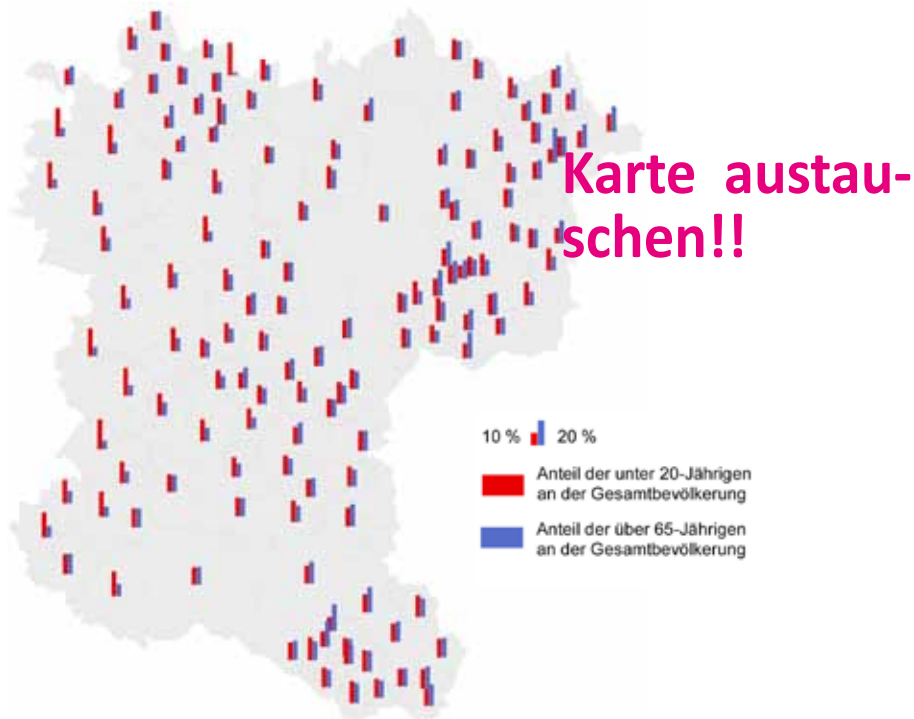 Karte austau-
schen!!
10 % 20 %
Anteil der unter 20-Jährigen
an der Gesamtbevölkerung
Anteil der über 65-Jährigen
an der Gesamtbevölkerung